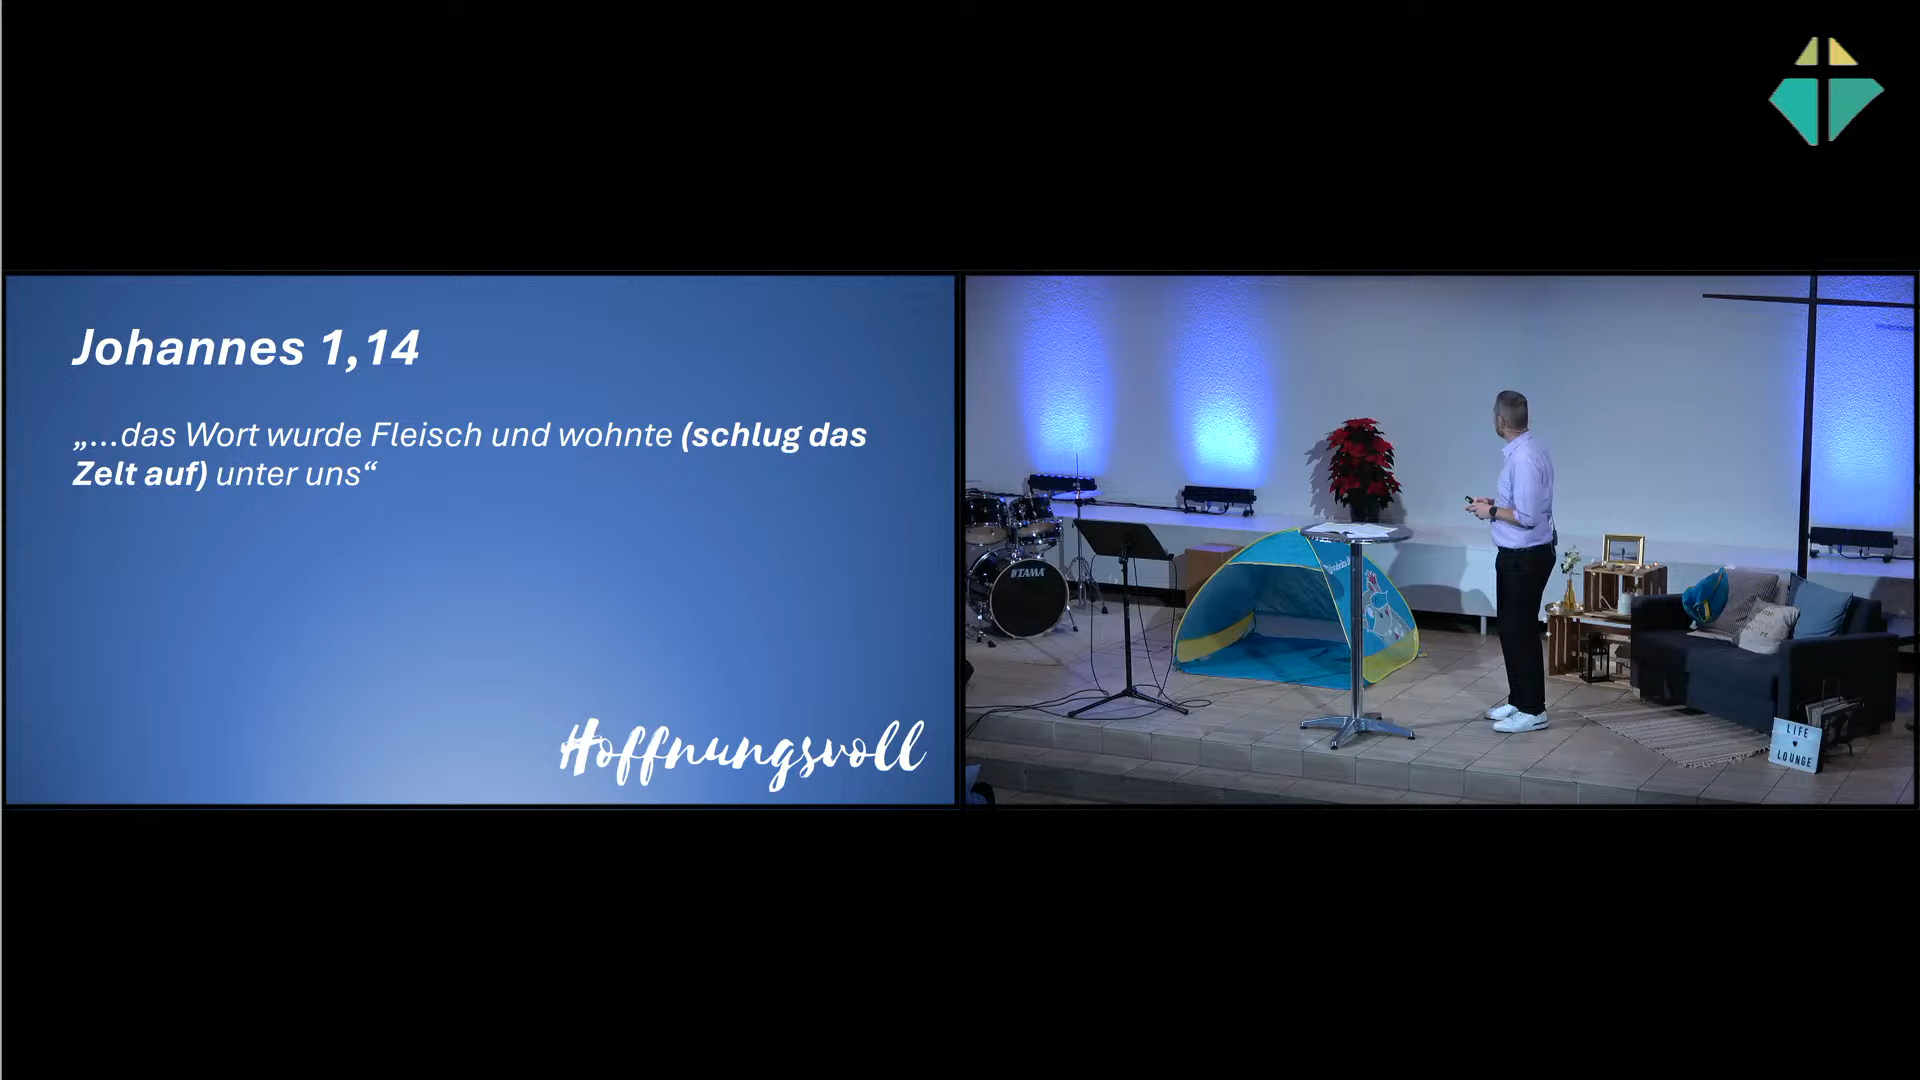 Johannes 1,14
„...das Wort wurde Fleisch und wohnte (schlug das
Zelt auf) unter uns“
Hoffnungsvoll
TAMA
LIFE
LOUNGE